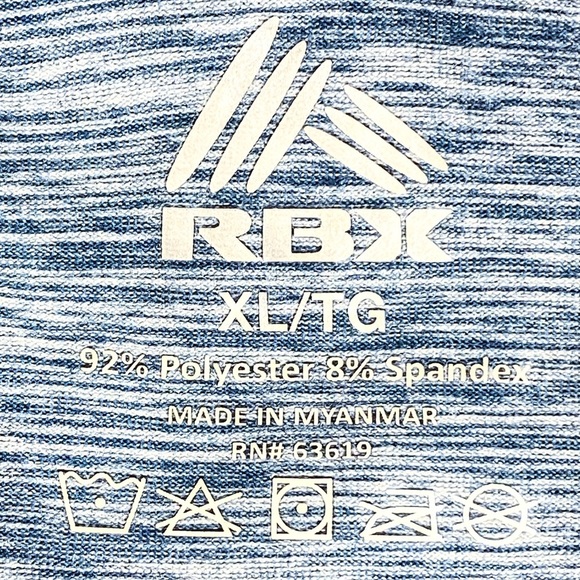 RBX
XL/TG
92% Polyester 8% Spandex
MADE IN MYANMAR
RN# 63619